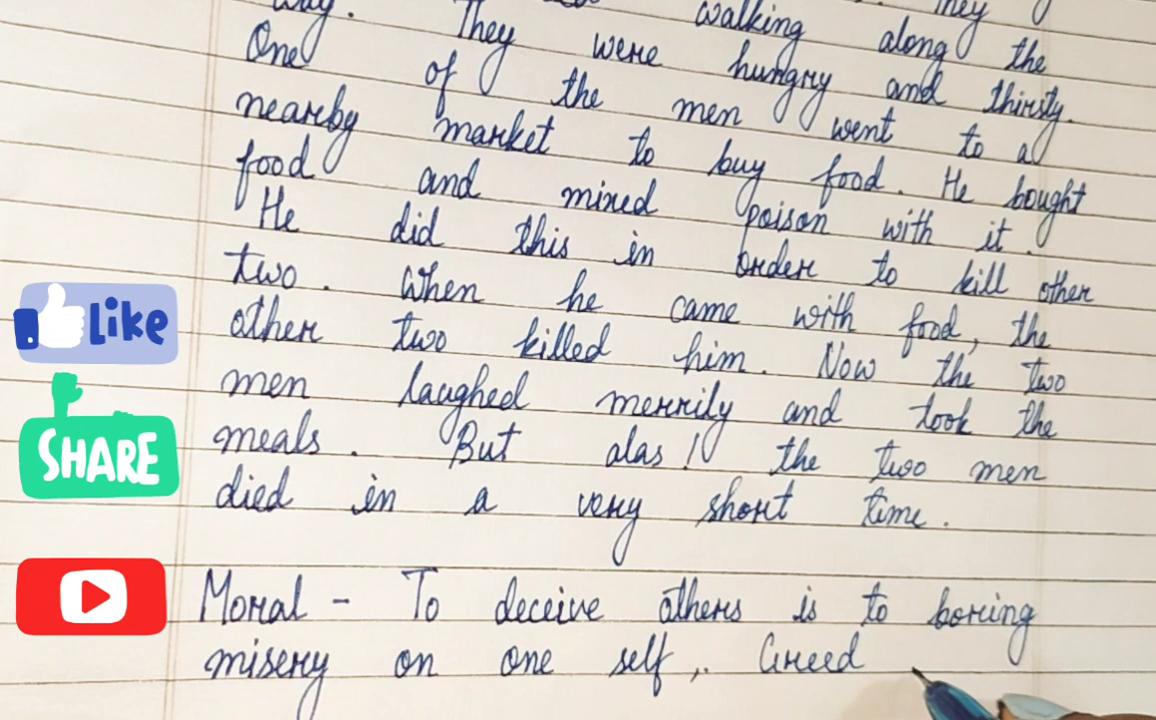 way. They were walking along the
One of the men went to a
nearby market to buy food. He bought
food and mixed poison with it.
He did this in order to kill other
two. When he came with food, the
other two killed him. Now the two
men laughed merrily and took the
meals. But alas! the two men
died in a very short time.
Moral - To deceive others is to boring
misery on one self,. Greed
Like
SHARE